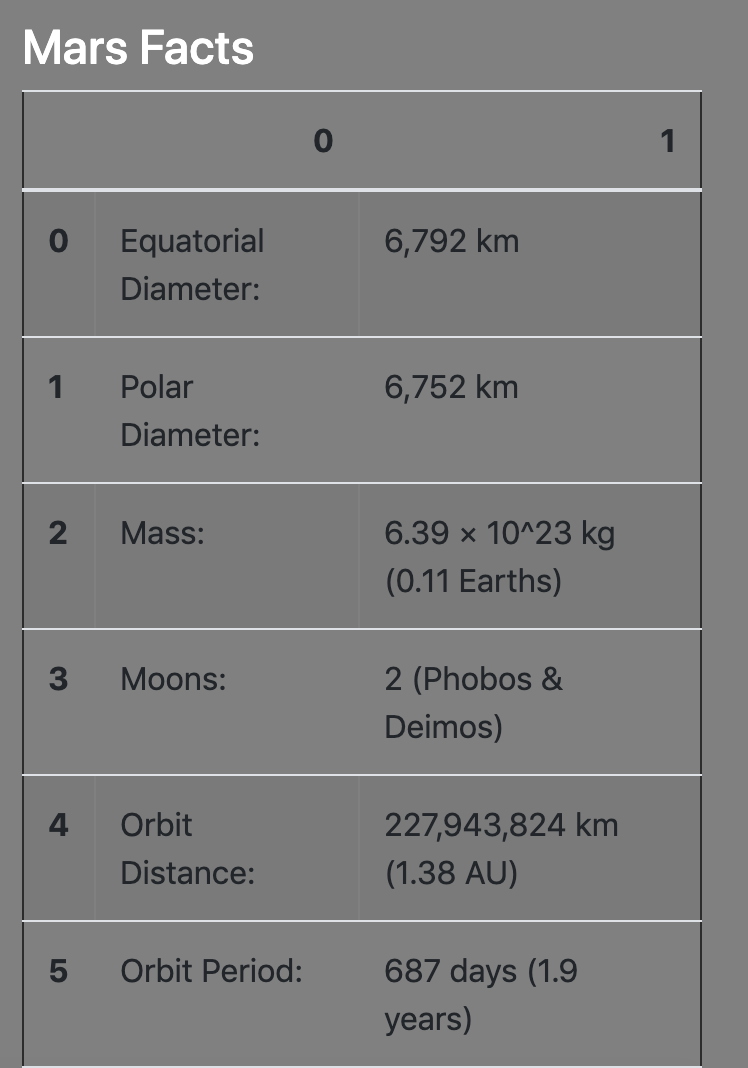 Mars Facts
0 1
0 Equatorial 6,792 km
Diameter:
1 Polar 6,752 km
Diameter:
2 Mass: 6.39 × 10^23 kg
(0.11 Earths)
3 Moons: 2 (Phobos &
Deimos)
4 Orbit 227,943,824 km
Distance: (1.38 AU)
5 Orbit Period: 687 days (1.9
years)